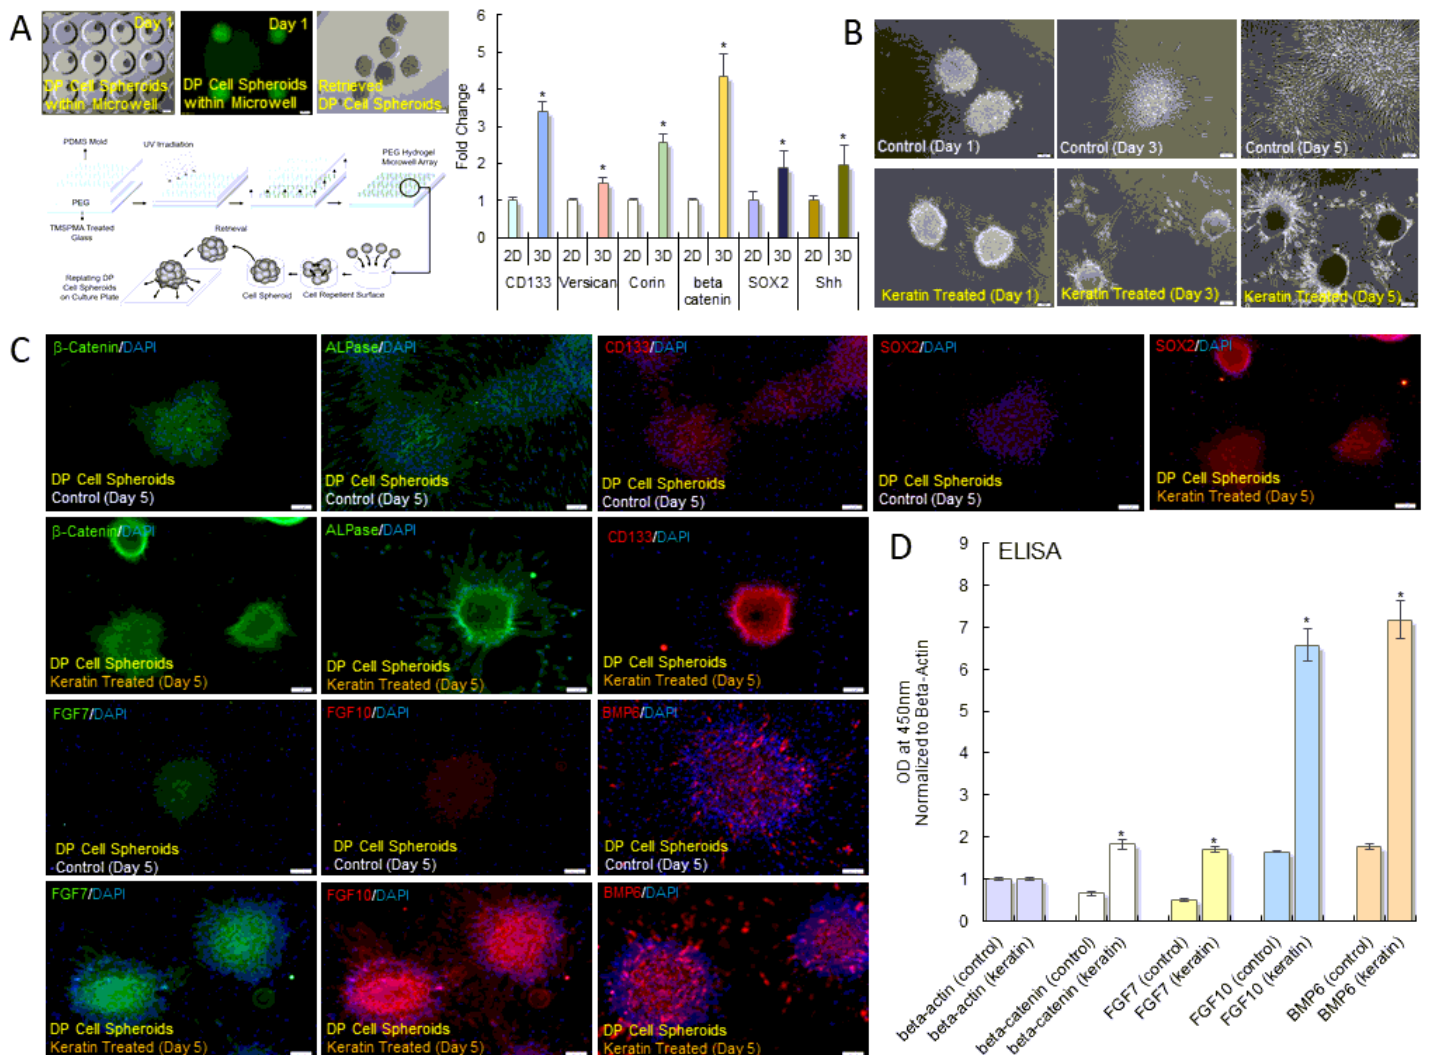 A
Day 1
DP Cell Spheroids
within Microwell
Day 1
DP Cell Spheroids
within Microwell
Retrieved
DP Cell Spheroids
PDMS Mold
UV Irradiation
PEG Hydrogel
Microwell Array
PEG
TMSPMA Treated
Glass
Retrieval
Replating DP
Cell Spheroids
on Culture Plate
Cell Spheroid
Cell Repellent Surface
Fold Change
6
5
4
3
2
1
0
2D 3D 2D 3D 2D 3D 2D 3D 2D 3D 2D 3D
CD133 Versican Corin beta catenin SOX2 Shh
* * * * * *
B
Control (Day 1)
Control (Day 3)
Control (Day 5)
Keratin Treated (Day 1)
Keratin Treated (Day 3)
Keratin Treated (Day 5)
C
β-Catenin/DAPI
DP Cell Spheroids
Control (Day 5)
ALPase/DAPI
DP Cell Spheroids
Control (Day 5)
CD133/DAPI
DP Cell Spheroids
Control (Day 5)
SOX2/DAPI
DP Cell Spheroids
Control (Day 5)
SOX2/DAPI
DP Cell Spheroids
Keratin Treated (Day 5)
β-Catenin/DAPI
DP Cell Spheroids
Keratin Treated (Day 5)
ALPase/DAPI
DP Cell Spheroids
Keratin Treated (Day 5)
CD133/DAPI
DP Cell Spheroids
Keratin Treated (Day 5)
FGF7/DAPI
DP Cell Spheroids
Control (Day 5)
FGF10/DAPI
DP Cell Spheroids
Control (Day 5)
BMP6/DAPI
DP Cell Spheroids
Control (Day 5)
FGF7/DAPI
DP Cell Spheroids
Keratin Treated (Day 5)
FGF10/DAPI
DP Cell Spheroids
Keratin Treated (Day 5)
BMP6/DAPI
DP Cell Spheroids
Keratin Treated (Day 5)
D
ELISA
OD at 450nm
Normalized to Beta-Actin
9
8
7
6
5
4
3
2
1
0
* * * *
beta-actin (control)
beta-actin (keratin)
beta-catenin (control)
beta-catenin (keratin)
FGF7 (control)
FGF7 (keratin)
FGF10 (control)
FGF10 (keratin)
BMP6 (control)
BMP6 (keratin)